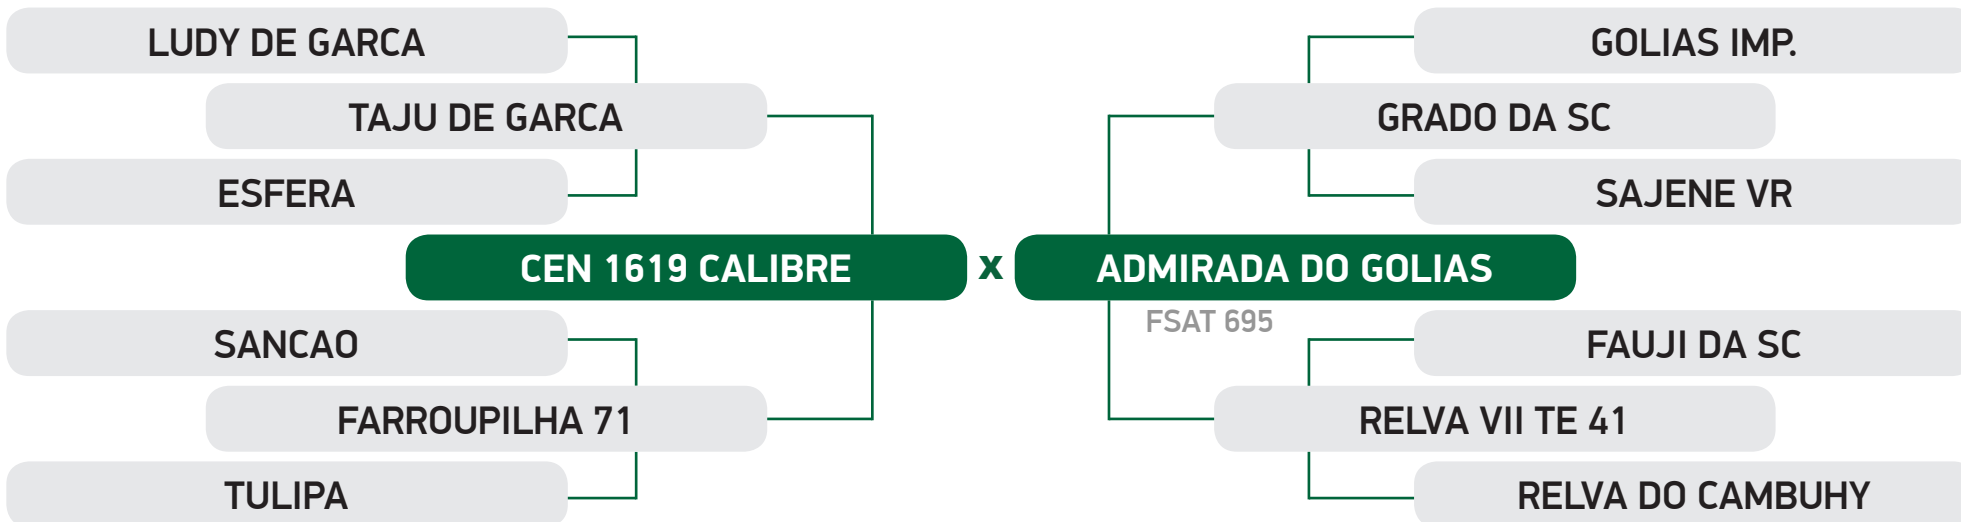 LUDY DE GARCA
GOLIAS IMP.
TAJU DE GARCA
GRADO DA SC
ESFERA
SAJENE VR
CEN 1619 CALIBRE x ADMIRADA DO GOLIAS
FSAT 695
SANCAO
FAUJI DA SC
FARROUPILHA 71
RELVA VII TE 41
TULIPA
RELVA DO CAMBUHY